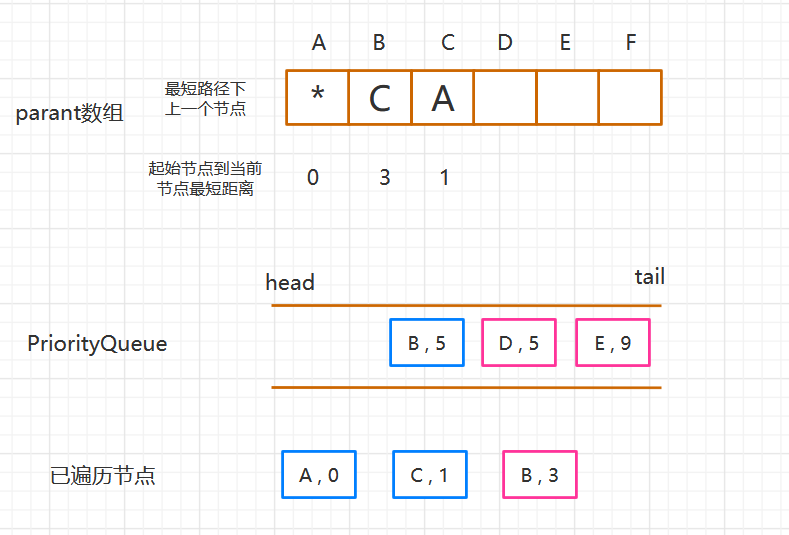 A B C D E F
parant数组
最短路径下
上一个节点
* C A
起始节点到当前
节点最短距离
0 3 1
head
tail
PriorityQueue
B , 5 D , 5 E , 9
已遍历节点
A , 0 C , 1 B , 3